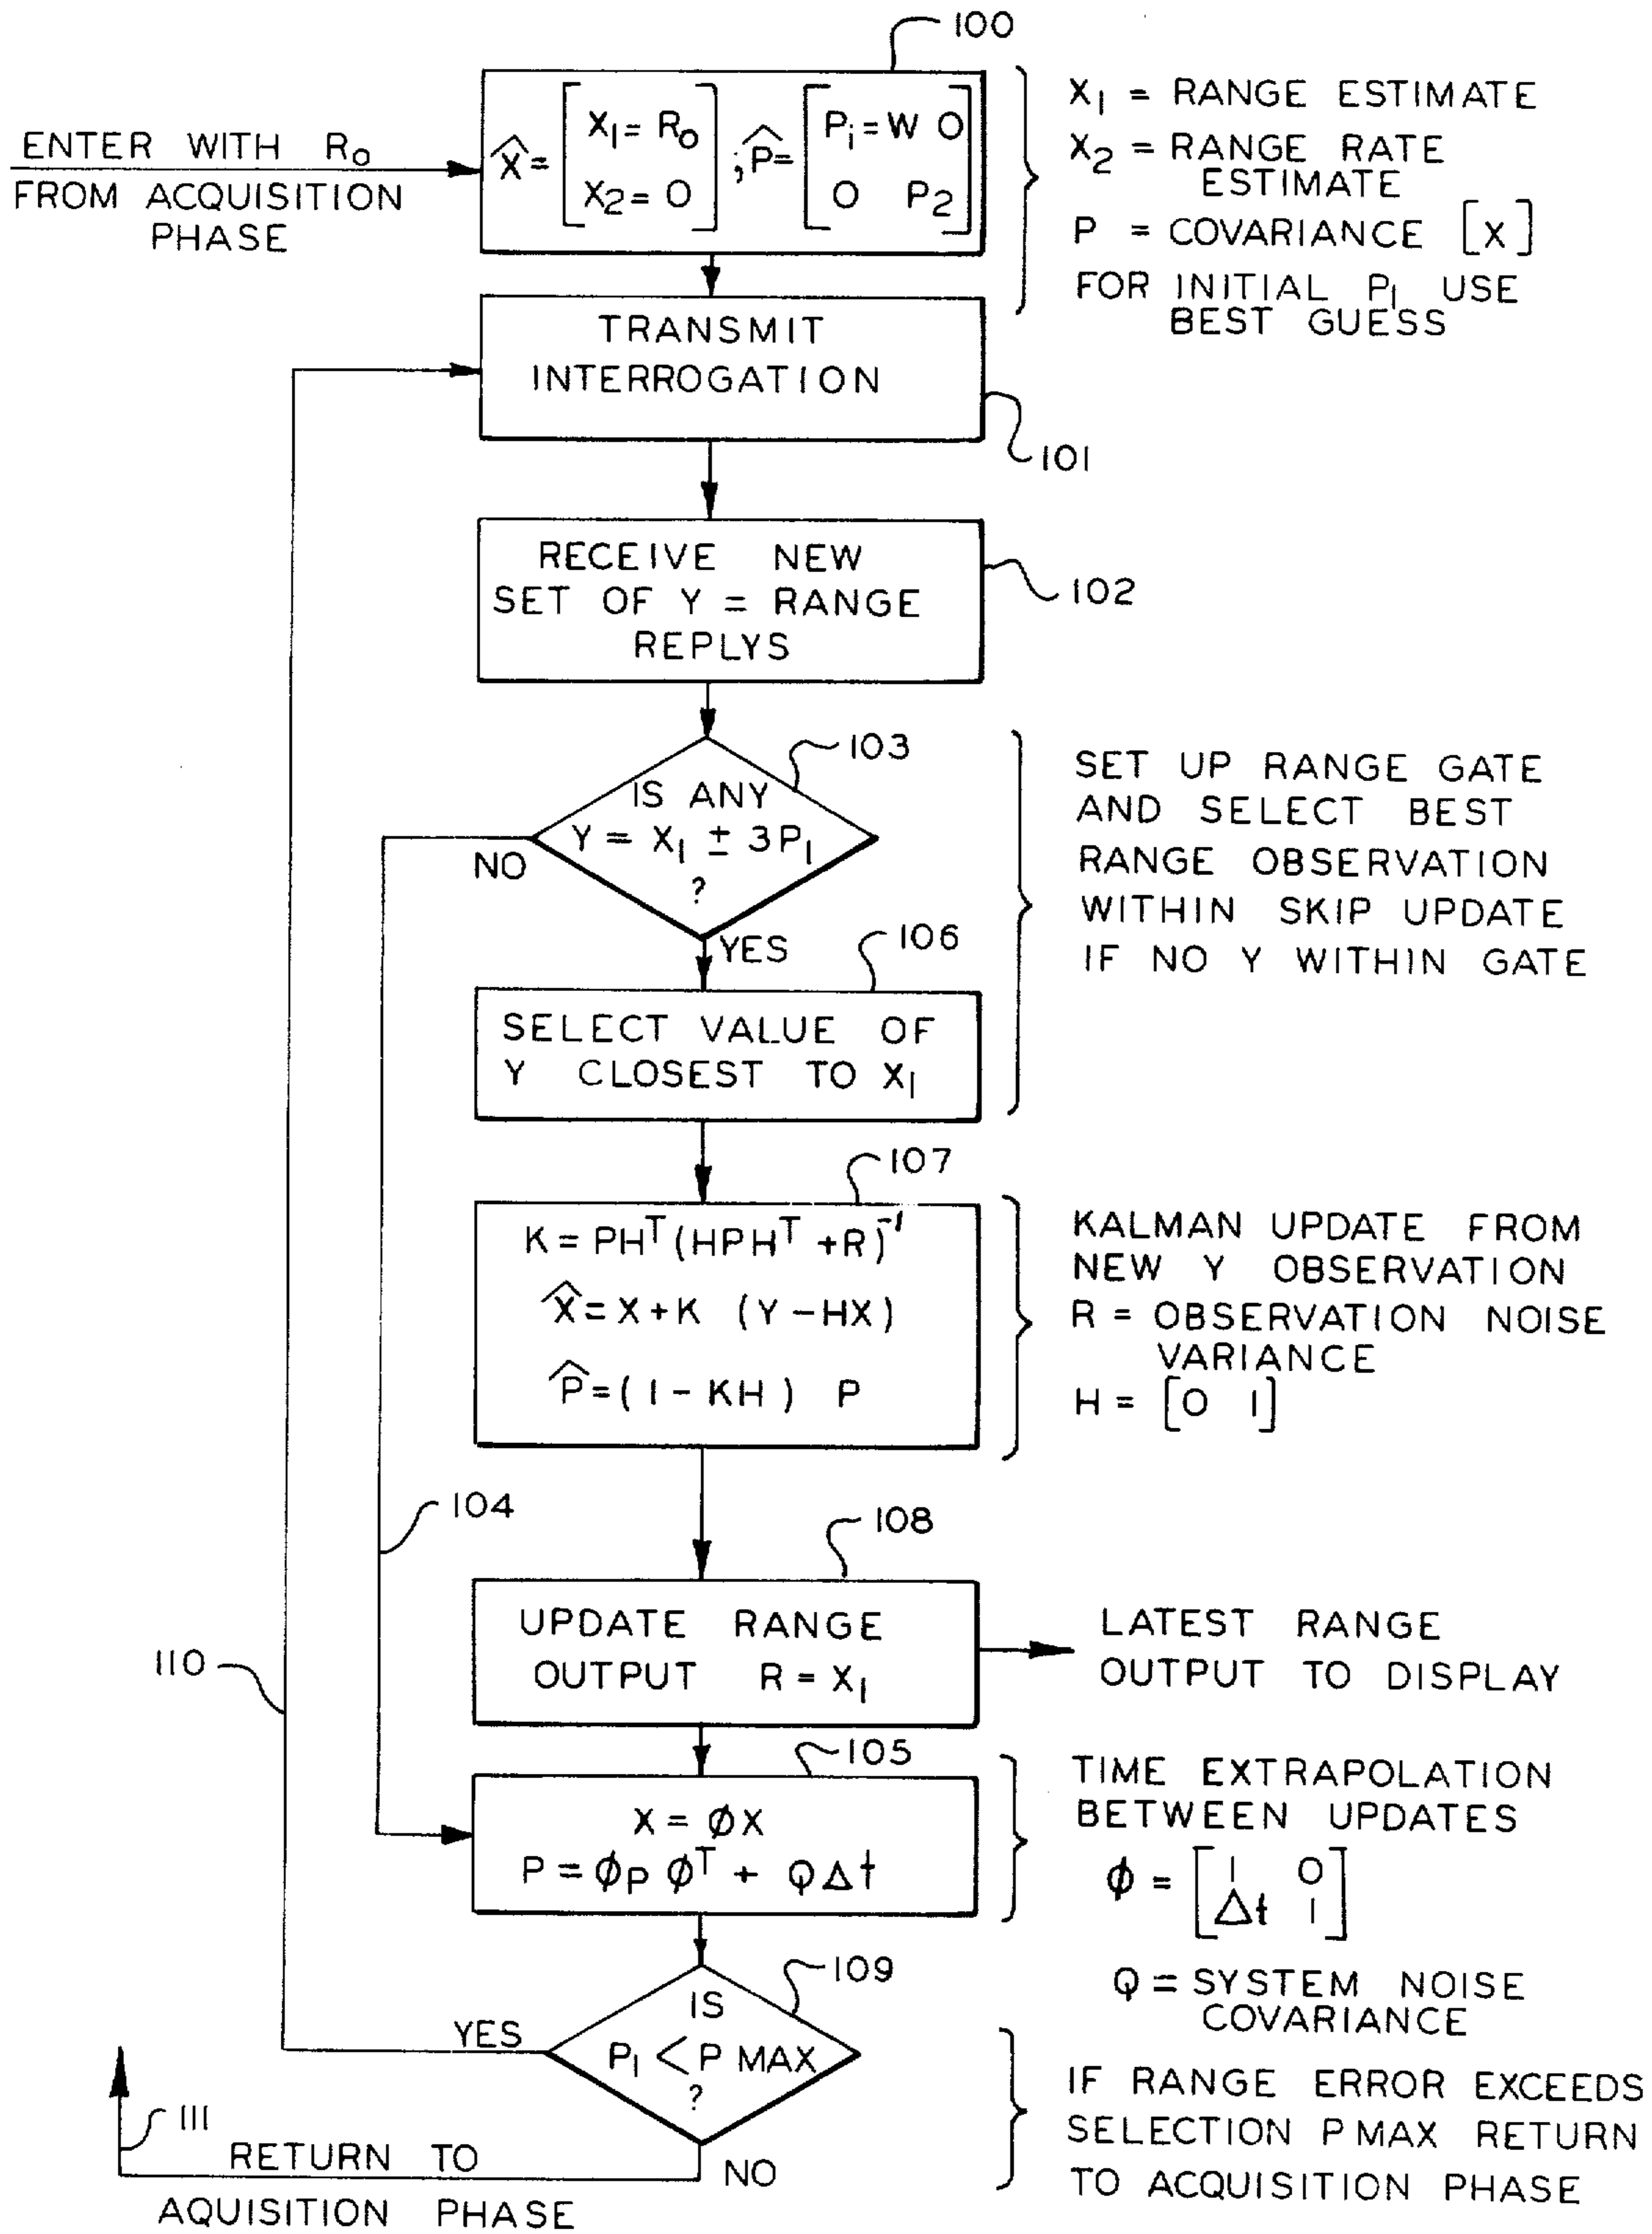 100
ENTER WITH R₀
FROM ACQUISITION
PHASE
X̂ = [X₁ = R₀
X₂ = 0] ; P̂ = [Pᵢ = W 0
0 P₂]
X₁ = RANGE ESTIMATE
X₂ = RANGE RATE
ESTIMATE
P = COVARIANCE [X]
FOR INITIAL P₁ USE
BEST GUESS
TRANSMIT
INTERROGATION
101
RECEIVE NEW
SET OF Y = RANGE
REPLYS
102
103
IS ANY
Y = X₁ ± 3P₁
?
NO
YES
SET UP RANGE GATE
AND SELECT BEST
RANGE OBSERVATION
WITHIN SKIP UPDATE
IF NO Y WITHIN GATE
106
SELECT VALUE OF
Y CLOSEST TO X₁
107
K = PHᵀ (HPHᵀ + R)⁻¹
X̂ = X + K (Y – HX)
P̂ = (1 – KH) P
KALMAN UPDATE FROM
NEW Y OBSERVATION
R = OBSERVATION NOISE
VARIANCE
H = [0 1]
104
108
UPDATE RANGE
OUTPUT R = X₁
LATEST RANGE
OUTPUT TO DISPLAY
110
105
X = ϕX
P = ϕP ϕᵀ + QΔt
TIME EXTRAPOLATION
BETWEEN UPDATES
ϕ = [1 0
Δt 1]
Q = SYSTEM NOISE
COVARIANCE
109
IS
P₁ < P MAX
?
YES
NO
IF RANGE ERROR EXCEEDS
SELECTION P MAX RETURN
TO ACQUISITION PHASE
111
RETURN TO
AQUISITION PHASE